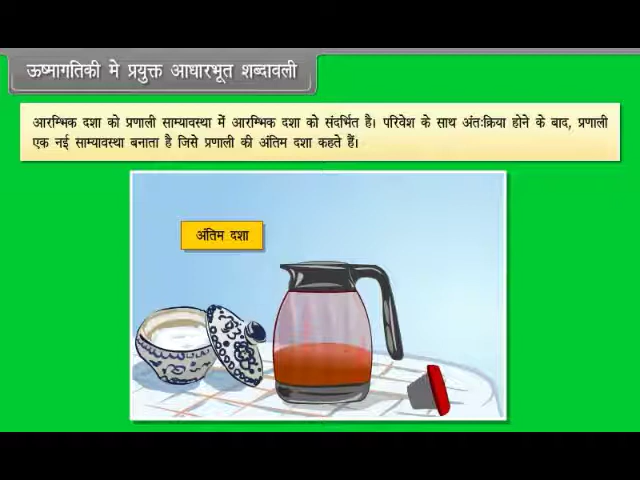 ऊष्मागतिकी मे प्रयुक्त आधारभूत शब्दावली
आरम्भिक दशा को प्रणाली साम्यावस्था में आरम्भिक दशा को संदर्भित है। परिवेश के साथ अंतःक्रिया होने के बाद, प्रणाली
एक नई साम्यावस्था बनाता है जिसे प्रणाली की अंतिम दशा कहते हैं।
अंतिम दशा